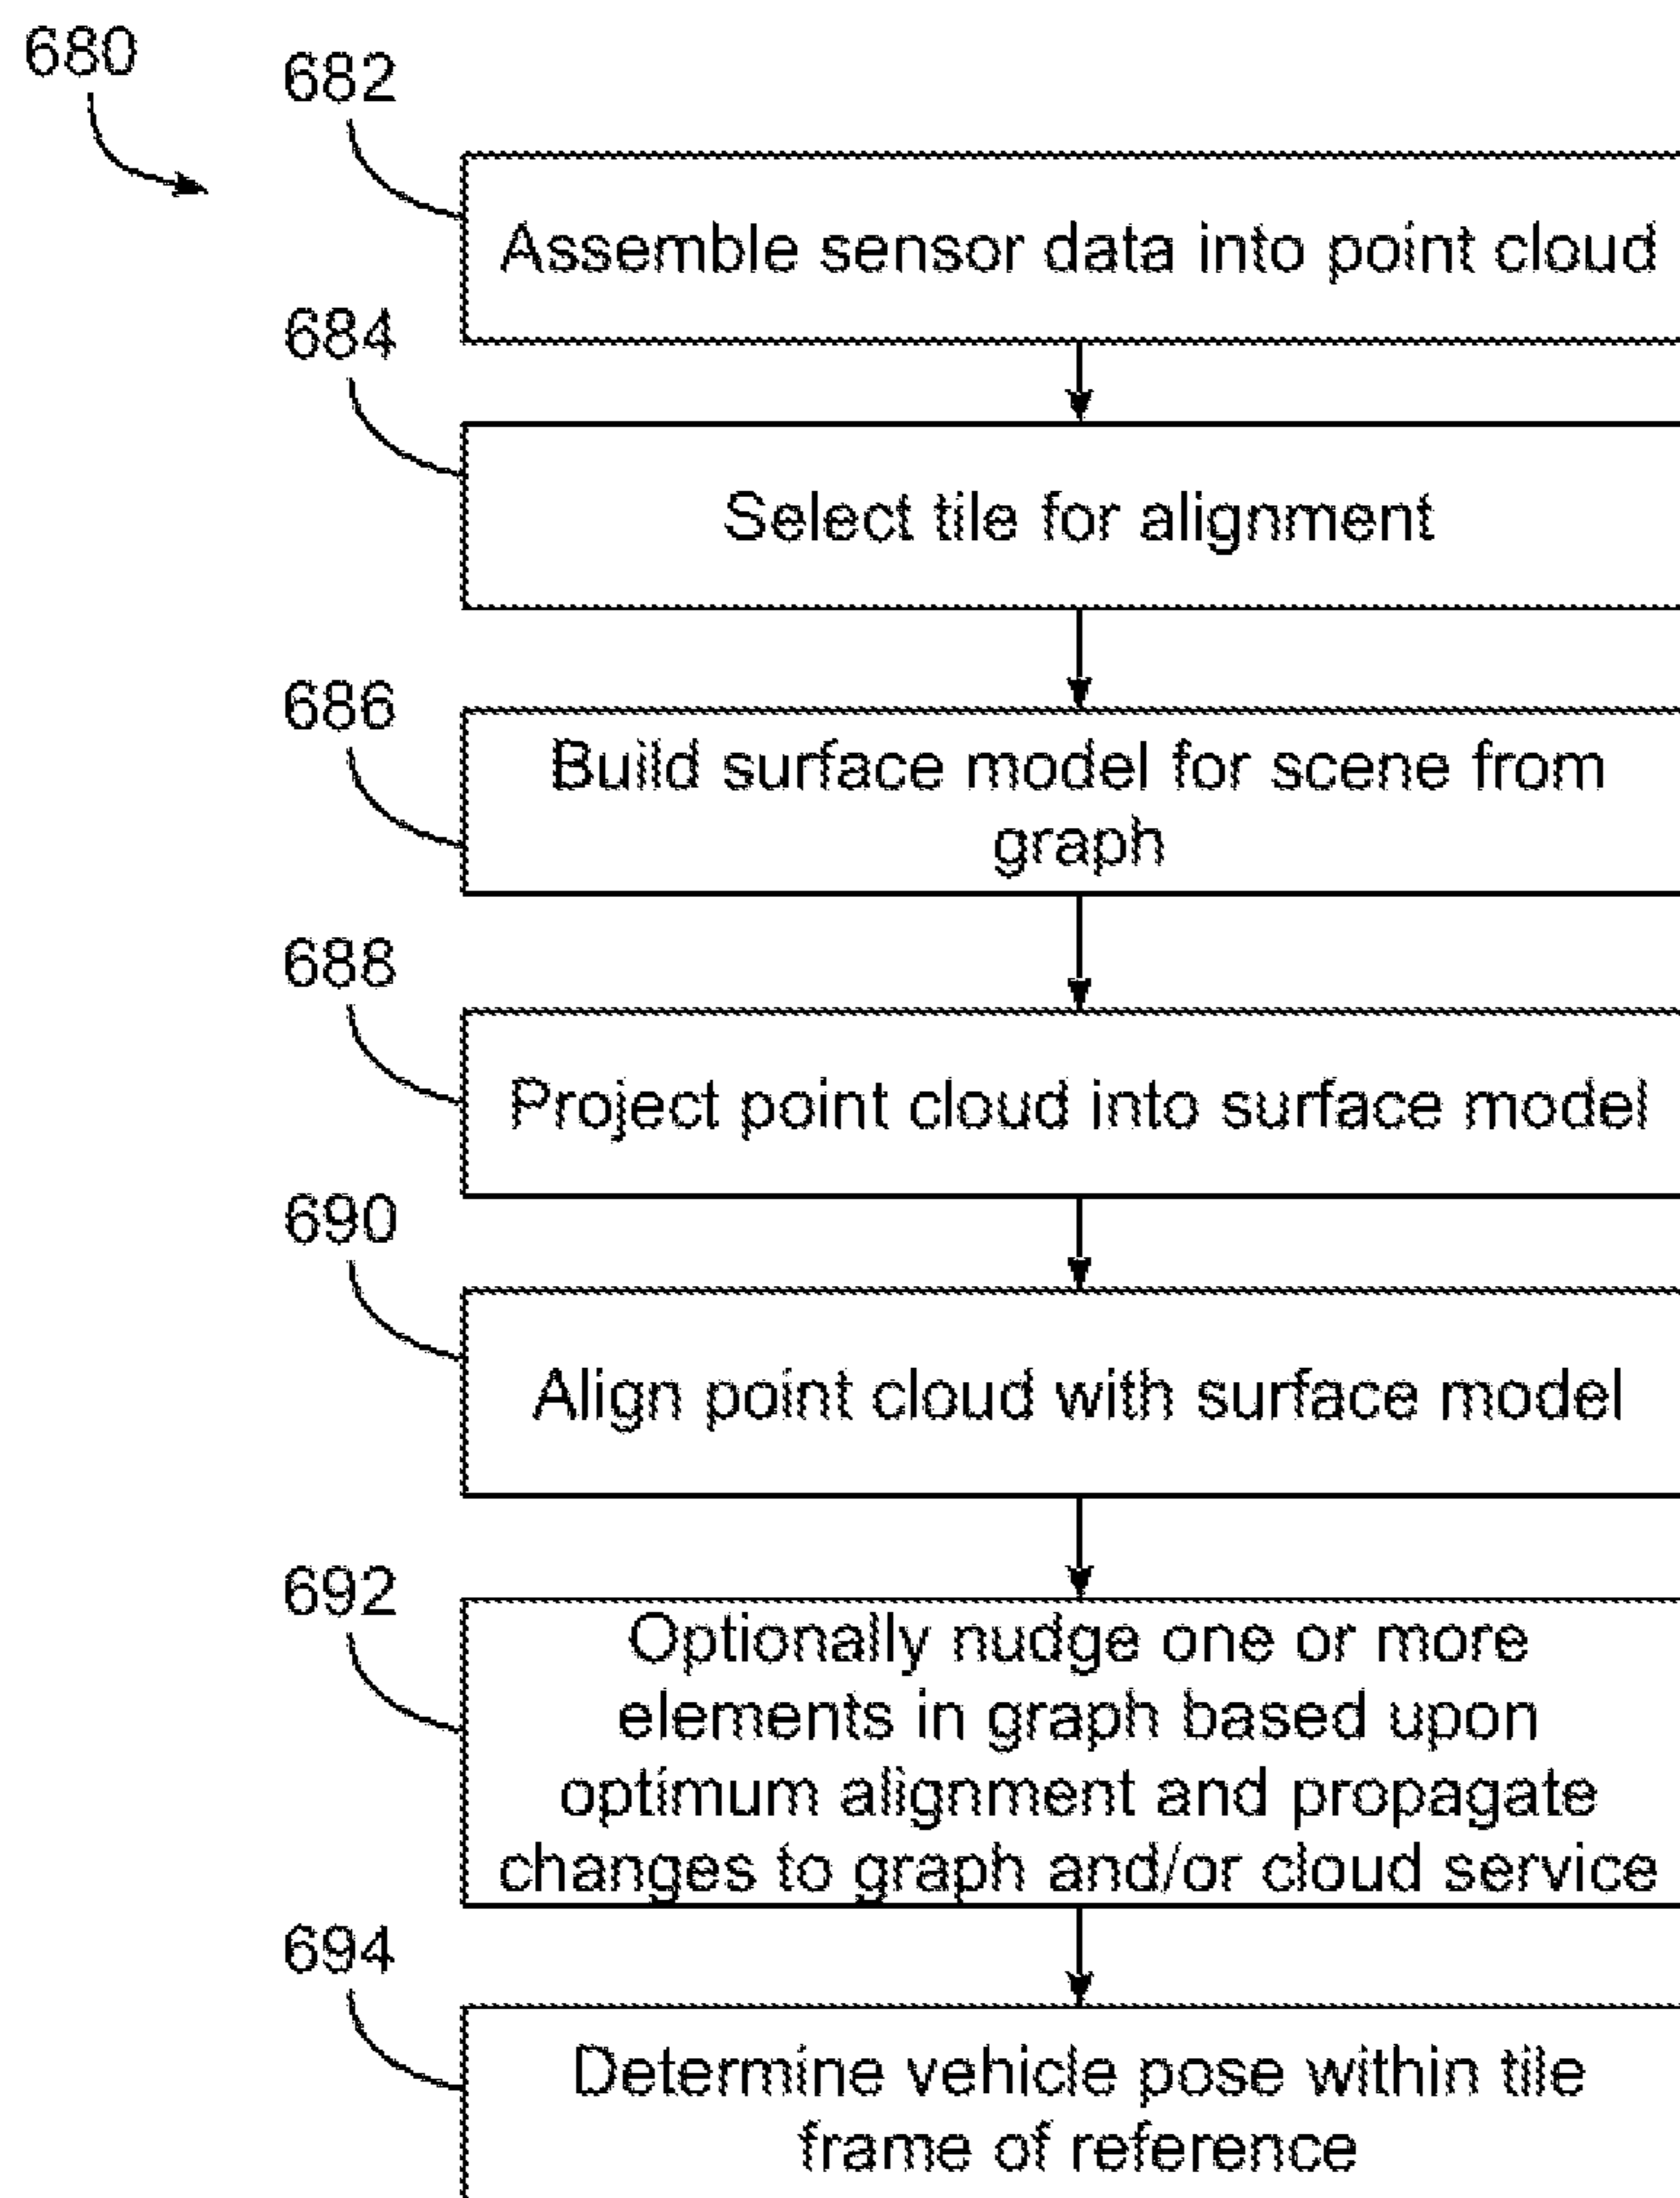 680
682
Assemble sensor data into point cloud
684
Select tile for alignment
686
Build surface model for scene from
graph
688
Project point cloud into surface model
690
Align point cloud with surface model
692
Optionally nudge one or more
elements in graph based upon
optimum alignment and propagate
changes to graph and/or cloud service
694
Determine vehicle pose within tile
frame of reference